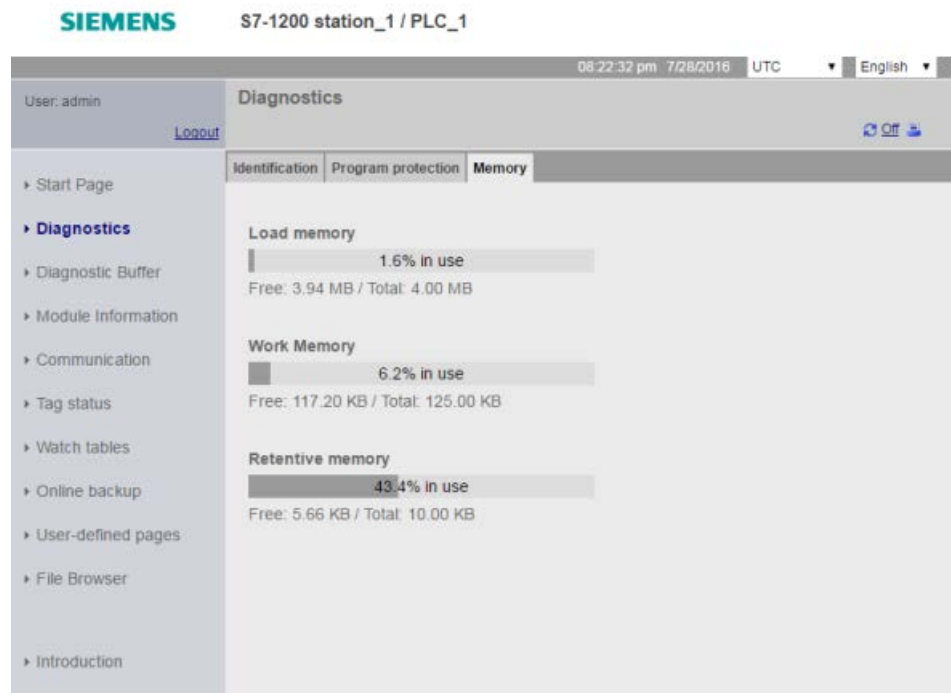 SIEMENS S7-1200 station_1 / PLC_1
08:22:32 pm 7/28/2016 UTC English
User: admin
Logout
Diagnostics
Off
Identification Program protection Memory
Start Page
Diagnostics
Diagnostic Buffer
Module Information
Communication
Tag status
Watch tables
Online backup
User-defined pages
File Browser
Introduction
Load memory
1.6% in use
Free: 3.94 MB / Total: 4.00 MB
Work Memory
6.2% in use
Free: 117.20 KB / Total: 125.00 KB
Retentive memory
43.4% in use
Free: 5.66 KB / Total: 10.00 KB